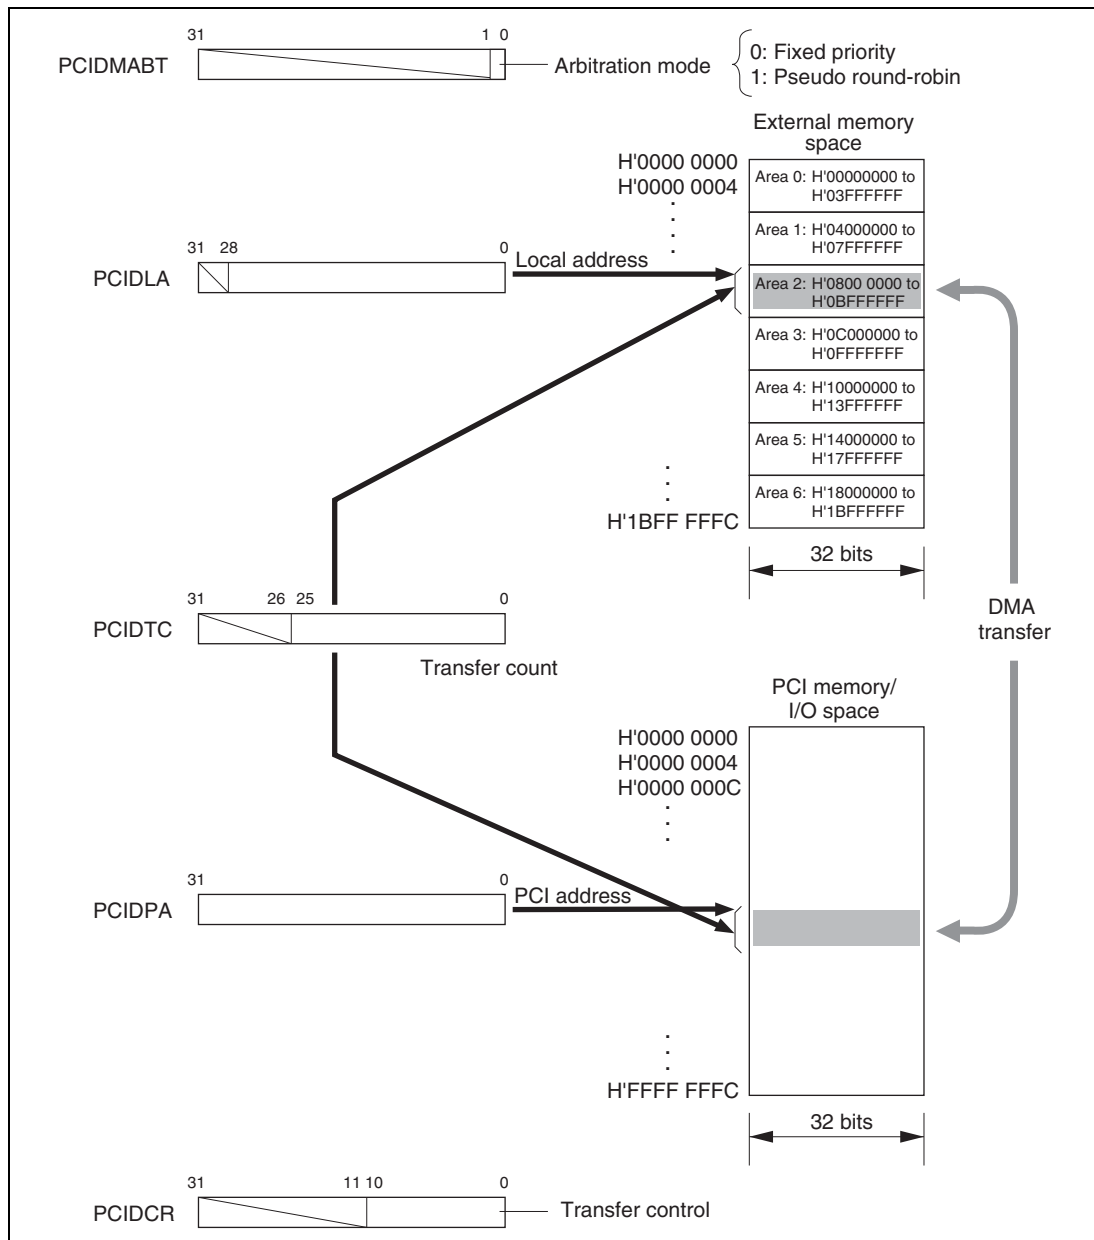 31 1 0
PCIDMABT
Arbitration mode
0: Fixed priority
1: Pseudo round-robin
External memory
space
H'0000 0000
H'0000 0004
Area 0: H'00000000 to
H'03FFFFFF
Area 1: H'04000000 to
H'07FFFFFF
31 28 0
PCIDLA
Local address
Area 2: H'0800 0000 to
H'0BFFFFFF
Area 3: H'0C000000 to
H'0FFFFFFF
Area 4: H'10000000 to
H'13FFFFFF
Area 5: H'14000000 to
H'17FFFFFF
Area 6: H'18000000 to
H'1BFFFFFF
H'1BFF FFFC
32 bits
31 26 25 0
PCIDTC
Transfer count
DMA
transfer
PCI memory/
I/O space
H'0000 0000
H'0000 0004
H'0000 000C
31 0
PCIDPA
PCI address
H'FFFF FFFC
32 bits
31 11 10 0
PCIDCR
Transfer control